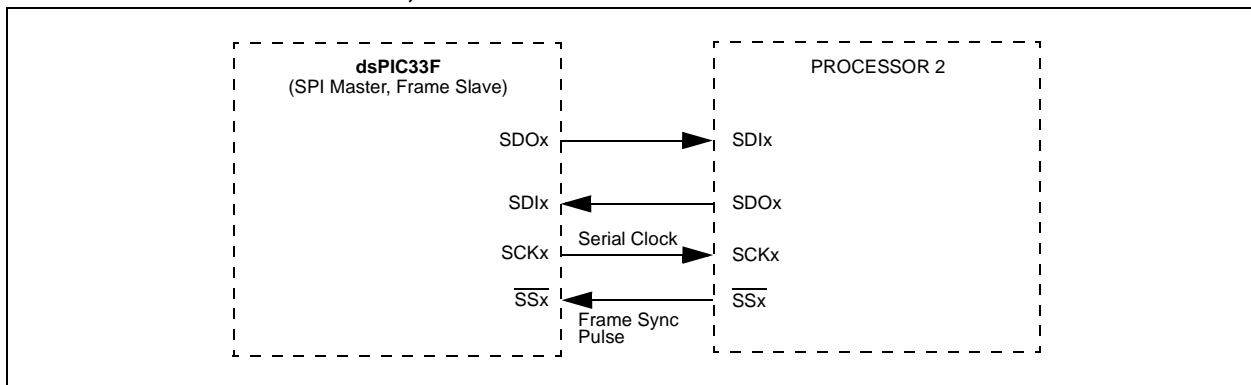 dsPIC33F
(SPI Master, Frame Slave)
PROCESSOR 2
SDOx
SDIx
SDIx
SDOx
Serial Clock
SCKx
SCKx
SSx
SSx
Frame Sync
Pulse